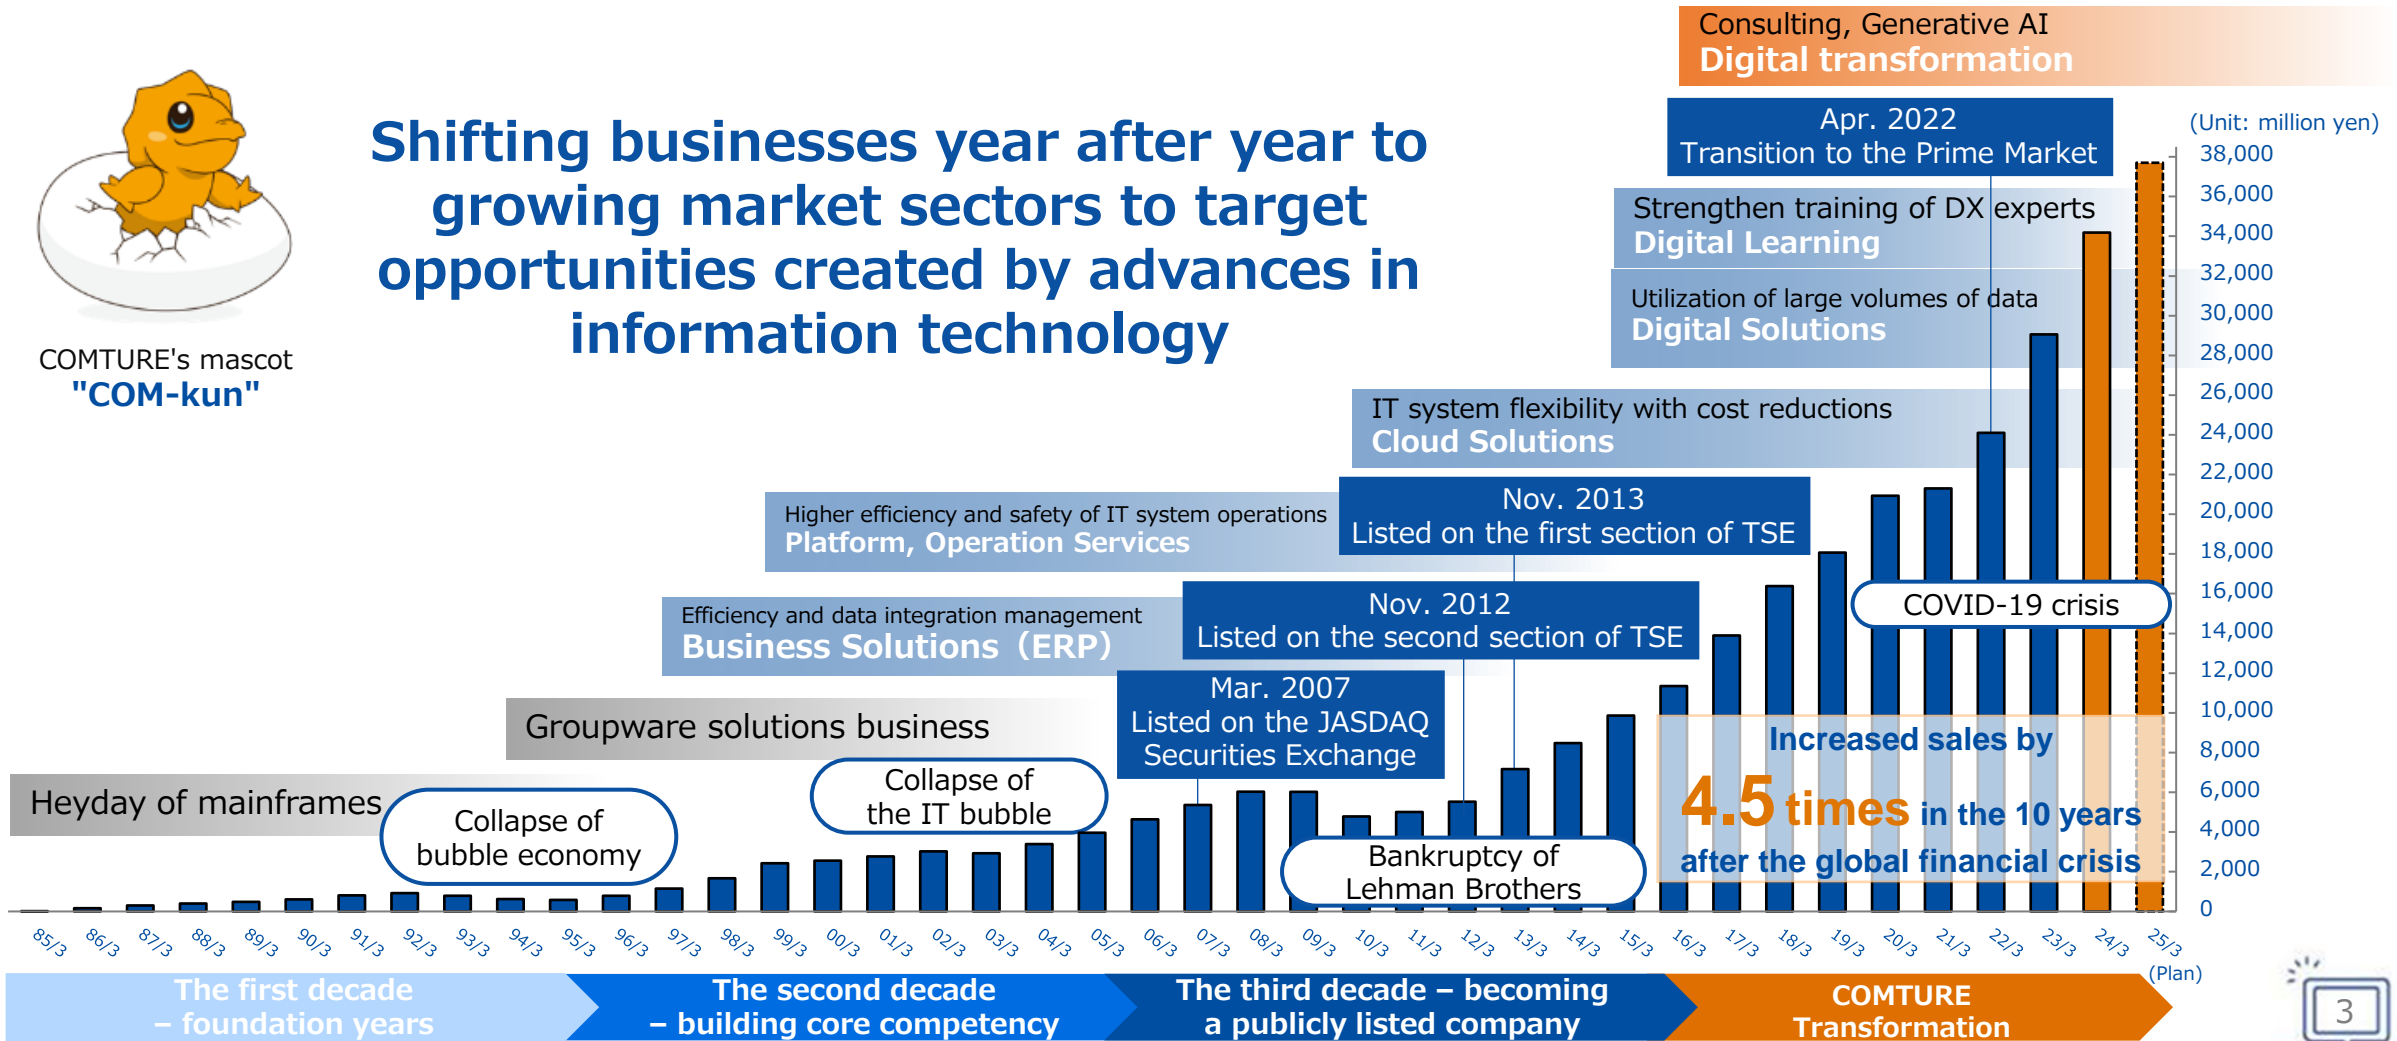 Consulting, Generative AI
Digital transformation
Apr. 2022
Transition to the Prime Market
(Unit: million yen)
Shifting businesses year after year to
growing market sectors to target
opportunities created by advances in
information technology
COMTURE's mascot
"COM-kun"
Strengthen training of DX experts
Digital Learning
Utilization of large volumes of data
Digital Solutions
IT system flexibility with cost reductions
Cloud Solutions
Nov. 2013
Listed on the first section of TSE
Higher efficiency and safety of IT system operations
Platform, Operation Services
Nov. 2012
Listed on the second section of TSE
Efficiency and data integration management
Business Solutions（ERP）
Mar. 2007
Listed on the JASDAQ
Securities Exchange
Groupware solutions business
Heyday of mainframes
Collapse of
bubble economy
Collapse of
the IT bubble
Bankruptcy of
Lehman Brothers
COVID-19 crisis
Increased sales by
4.5 times in the 10 years
after the global financial crisis
38,000
36,000
34,000
32,000
30,000
28,000
26,000
24,000
22,000
20,000
18,000
16,000
14,000
12,000
10,000
8,000
6,000
4,000
2,000
0
85/3
86/3
87/3
88/3
89/3
90/3
91/3
92/3
93/3
94/3
95/3
96/3
97/3
98/3
99/3
00/3
01/3
02/3
03/3
04/3
05/3
06/3
07/3
08/3
09/3
10/3
11/3
12/3
13/3
14/3
15/3
16/3
17/3
18/3
19/3
20/3
21/3
22/3
23/3
24/3
25/3
(Plan)
The first decade
– foundation years
The second decade
– building core competency
The third decade – becoming
a publicly listed company
COMTURE
Transformation
3